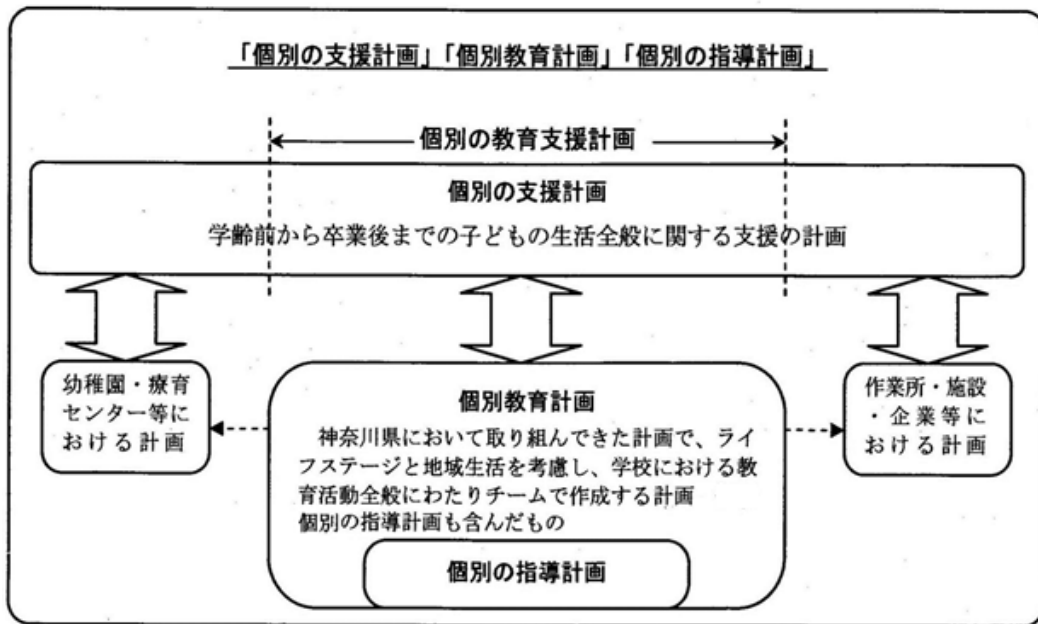 「個別の支援計画」「個別教育計画」「個別の指導計画」
個別の教育支援計画
個別の支援計画
学齢前から卒業後までの子どもの生活全般に関する支援の計画
幼稚園・療育
センター等に
おける計画
個別教育計画
神奈川県において取り組んできた計画で、ライ
フステージと地域生活を考慮し、学校における教
育活動全般にわたりチームで作成する計画
個別の指導計画も含んだもの
個別の指導計画
作業所・施設
・企業等に
おける計画